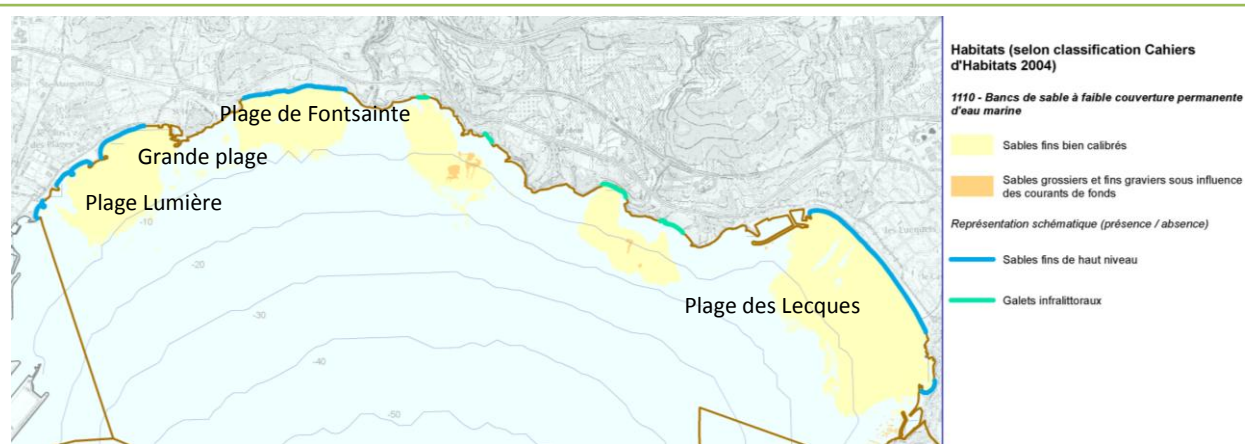 Plage de Fontsainte
Grande plage
Plage Lumière
Plage des Lecques
-10
-20
-30
-40
-50
Habitats (selon classification Cahiers
d'Habitats 2004)
1110 - Bancs de sable à faible couverture permanente
d'eau marine
Sables fins bien calibrés
Sables grossiers et fins graviers sous influence
des courants de fonds
Représentation schématique (présence / absence)
Sables fins de haut niveau
Galets infralittoraux